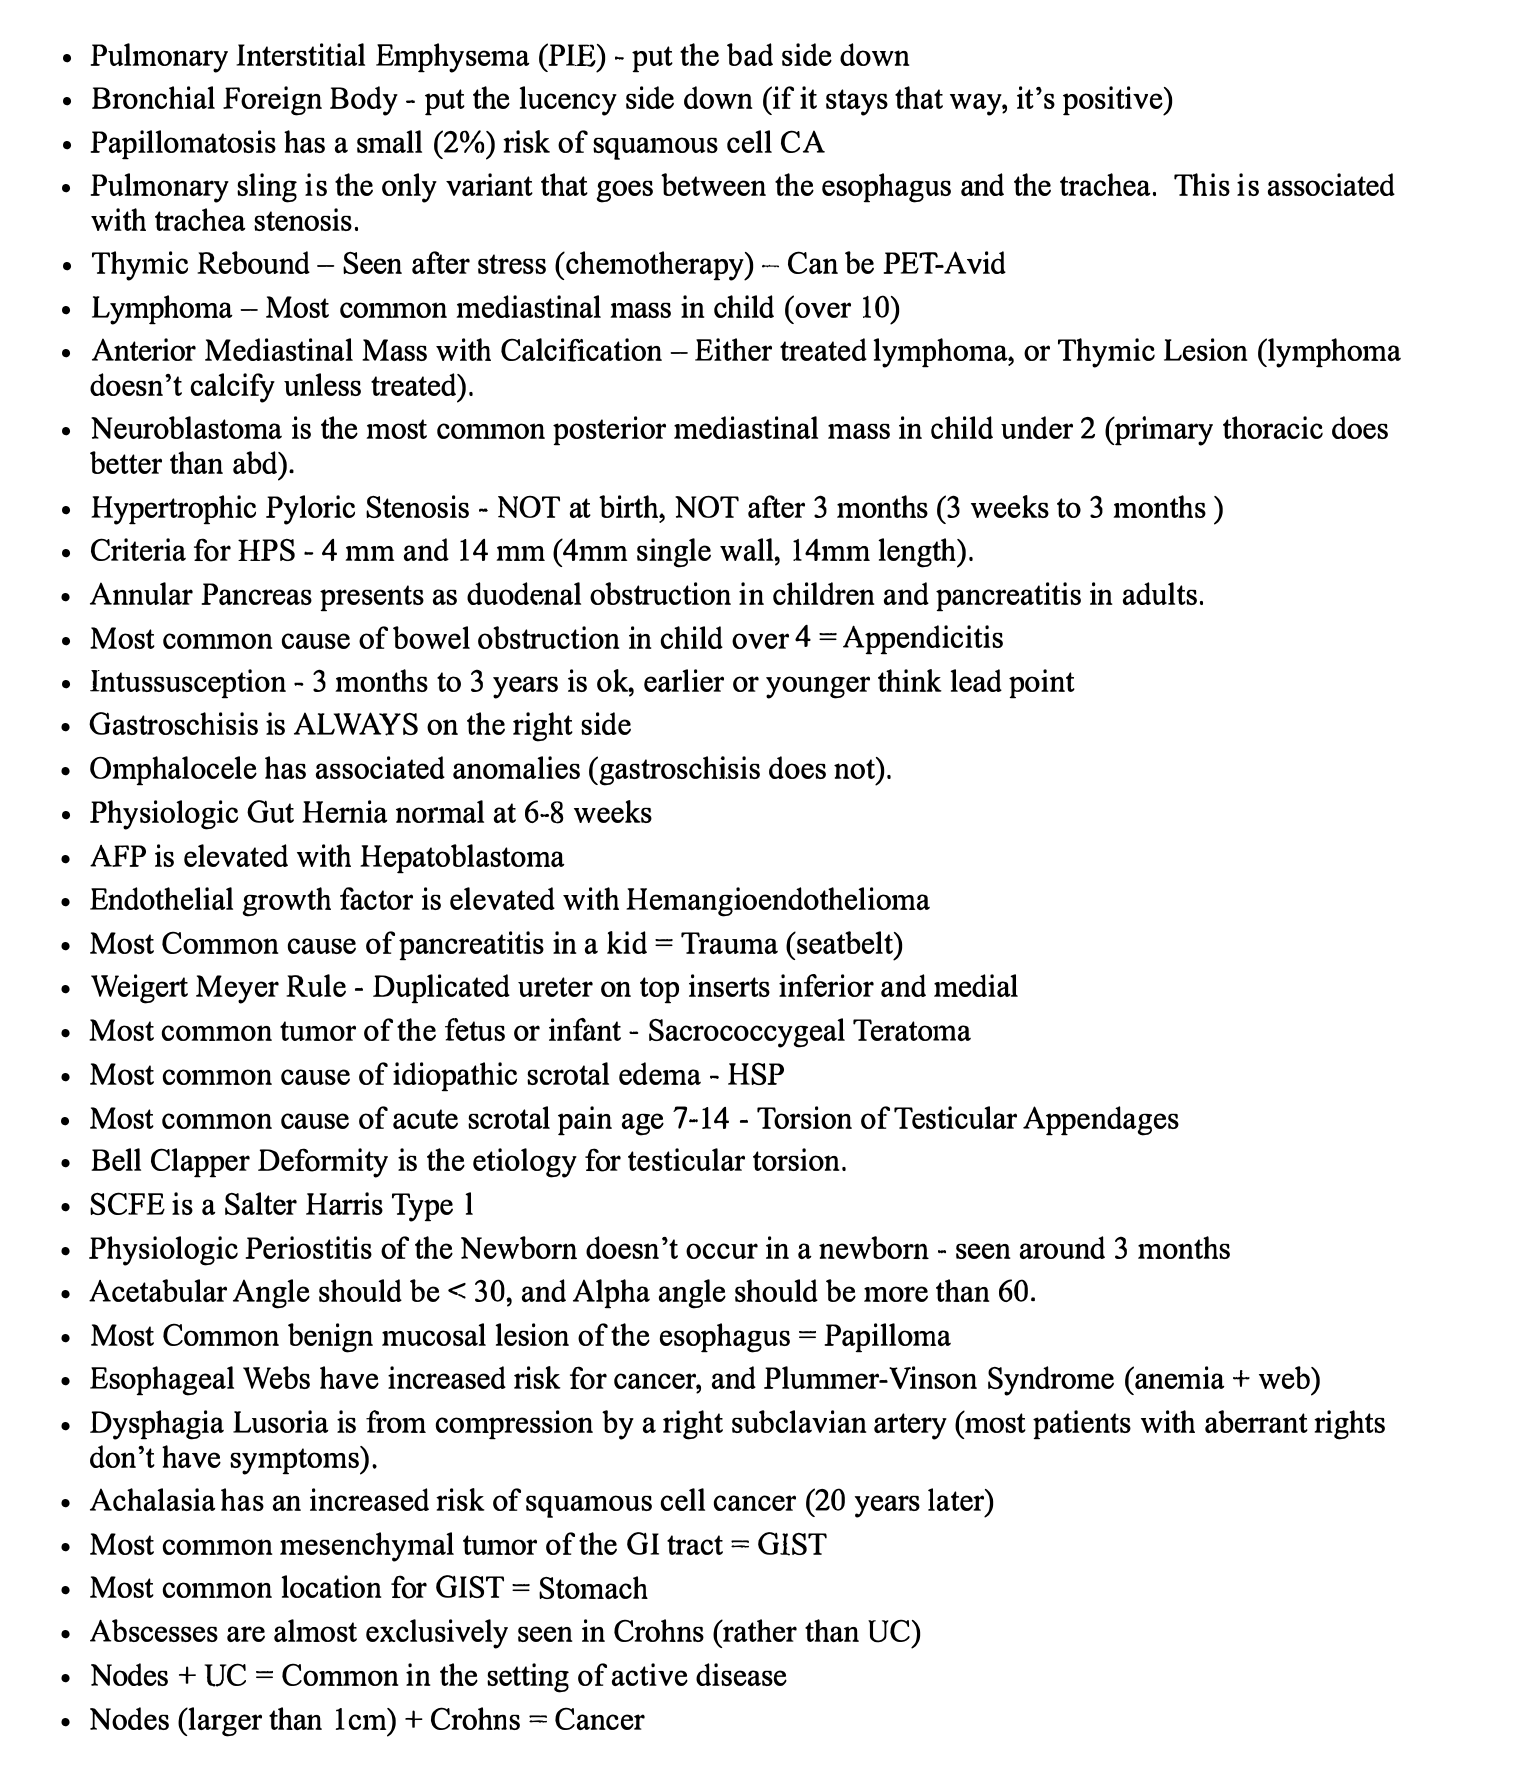 • Pulmonary Interstitial Emphysema (PIE) - put the bad side down
• Bronchial Foreign Body - put the lucency side down (if it stays that way, it’s positive)
• Papillomatosis has a small (2%) risk of squamous cell CA
• Pulmonary sling is the only variant that goes between the esophagus and the trachea.  This is associated
with trachea stenosis.
• Thymic Rebound – Seen after stress (chemotherapy) – Can be PET-Avid
• Lymphoma – Most common mediastinal mass in child (over 10)
• Anterior Mediastinal Mass with Calcification – Either treated lymphoma, or Thymic Lesion (lymphoma
doesn’t calcify unless treated).
• Neuroblastoma is the most common posterior mediastinal mass in child under 2 (primary thoracic does
better than abd).
• Hypertrophic Pyloric Stenosis - NOT at birth, NOT after 3 months (3 weeks to 3 months )
• Criteria for HPS - 4 mm and 14 mm (4mm single wall, 14mm length).
• Annular Pancreas presents as duodenal obstruction in children and pancreatitis in adults.
• Most common cause of bowel obstruction in child over 4 = Appendicitis
• Intussusception - 3 months to 3 years is ok, earlier or younger think lead point
• Gastroschisis is ALWAYS on the right side
• Omphalocele has associated anomalies (gastroschisis does not).
• Physiologic Gut Hernia normal at 6-8 weeks
• AFP is elevated with Hepatoblastoma
• Endothelial growth factor is elevated with Hemangioendothelioma
• Most Common cause of pancreatitis in a kid = Trauma (seatbelt)
• Weigert Meyer Rule - Duplicated ureter on top inserts inferior and medial
• Most common tumor of the fetus or infant - Sacrococcygeal Teratoma
• Most common cause of idiopathic scrotal edema - HSP
• Most common cause of acute scrotal pain age 7-14 - Torsion of Testicular Appendages
• Bell Clapper Deformity is the etiology for testicular torsion.
• SCFE is a Salter Harris Type 1
• Physiologic Periostitis of the Newborn doesn’t occur in a newborn - seen around 3 months
• Acetabular Angle should be < 30, and Alpha angle should be more than 60.
• Most Common benign mucosal lesion of the esophagus = Papilloma
• Esophageal Webs have increased risk for cancer, and Plummer-Vinson Syndrome (anemia + web)
• Dysphagia Lusoria is from compression by a right subclavian artery (most patients with aberrant rights
don’t have symptoms).
• Achalasia has an increased risk of squamous cell cancer (20 years later)
• Most common mesenchymal tumor of the GI tract = GIST
• Most common location for GIST = Stomach
• Abscesses are almost exclusively seen in Crohns (rather than UC)
• Nodes + UC = Common in the setting of active disease
• Nodes (larger than 1cm) + Crohns = Cancer